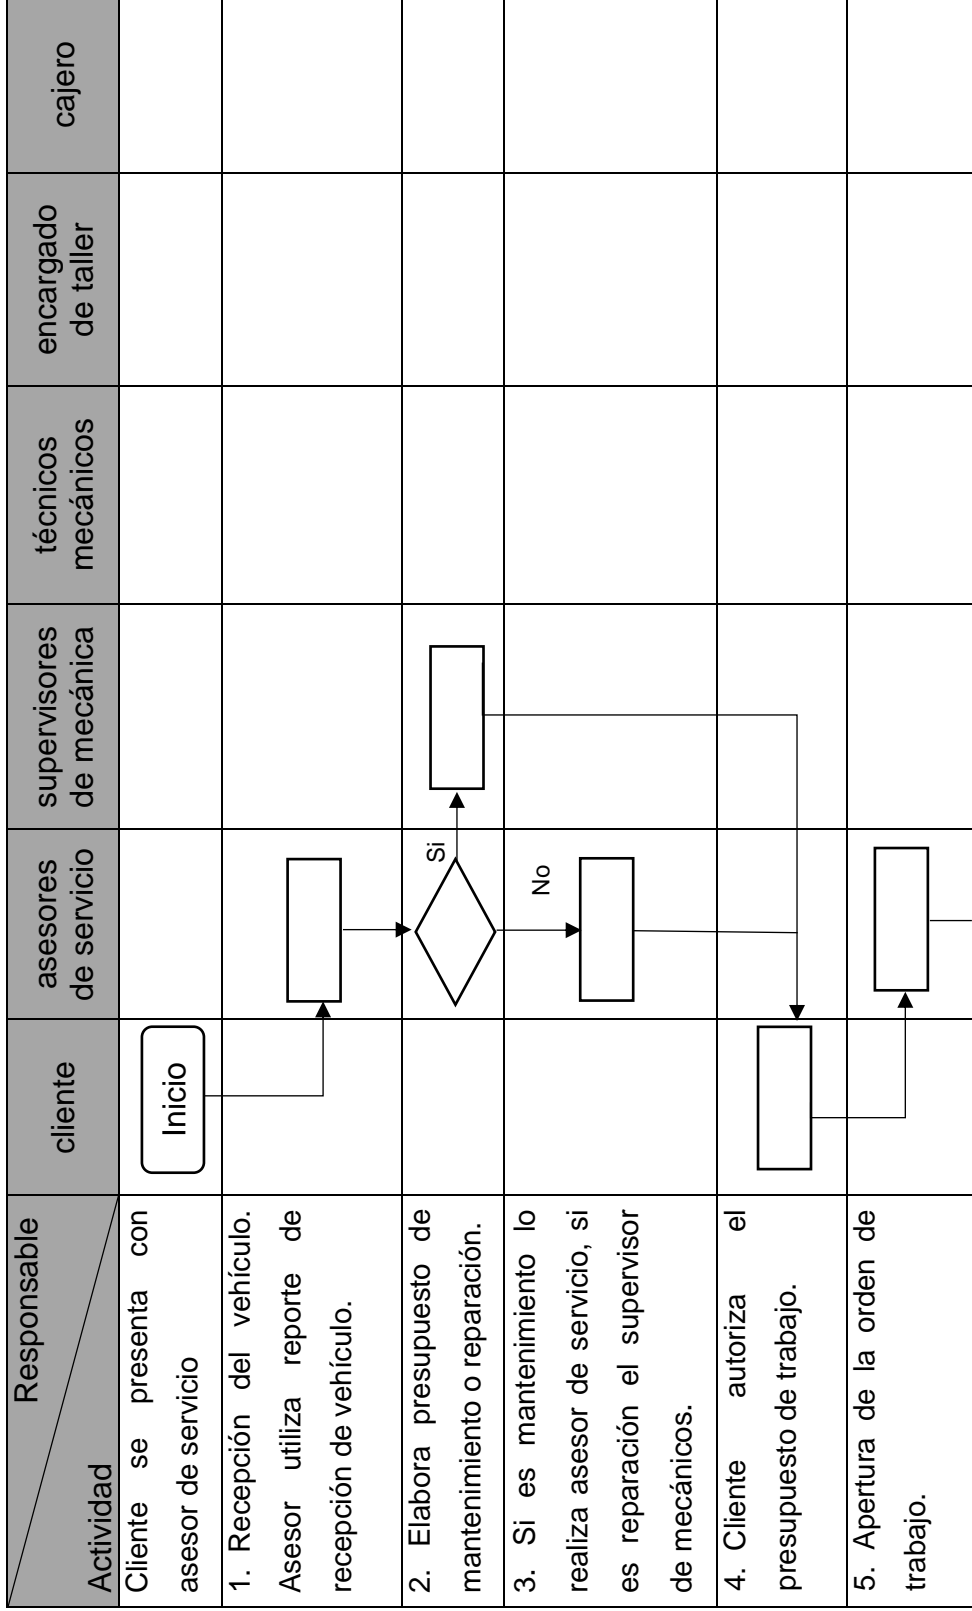 Responsable
Actividad
cliente
asesores
de servicio
supervisores
de mecánica
técnicos
mecánicos
encargado
de taller
cajero
Cliente se presenta con
asesor de servicio
Inicio
1. Recepción del vehículo.
Asesor utiliza reporte de
recepción de vehículo.
2. Elabora presupuesto de
mantenimiento o reparación.
Si
3. Si es mantenimiento lo
realiza asesor de servicio, si
es reparación el supervisor
de mecánicos.
No
4. Cliente autoriza el
presupuesto de trabajo.
5. Apertura de la orden de
trabajo.